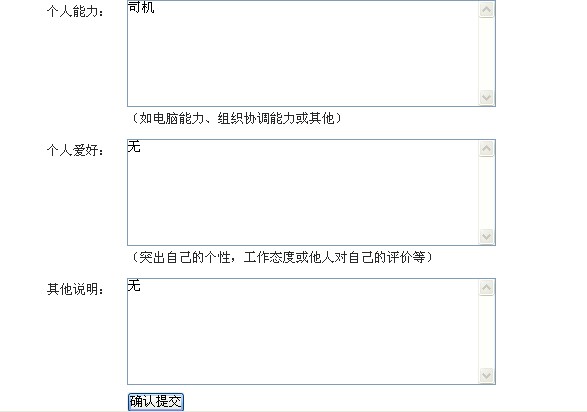 个人能力：
司机
（如电脑能力、组织协调能力或其他）
个人爱好：
无
（突出自己的个性，工作态度或他人对自己的评价等）
其他说明：
无
确认提交